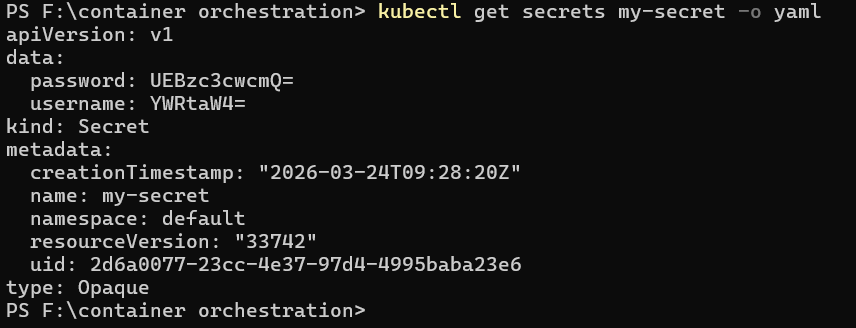 PS F:\container orchestration> kubectl get secrets my-secret -o yaml
apiVersion: v1
data:
  password: UEBzc3cwcmQ=
  username: YWRtaW4=
kind: Secret
metadata:
  creationTimestamp: "2026-03-24T09:28:20Z"
  name: my-secret
  namespace: default
  resourceVersion: "33742"
  uid: 2d6a0077-23cc-4e37-97d4-4995baba23e6
type: Opaque
PS F:\container orchestration>